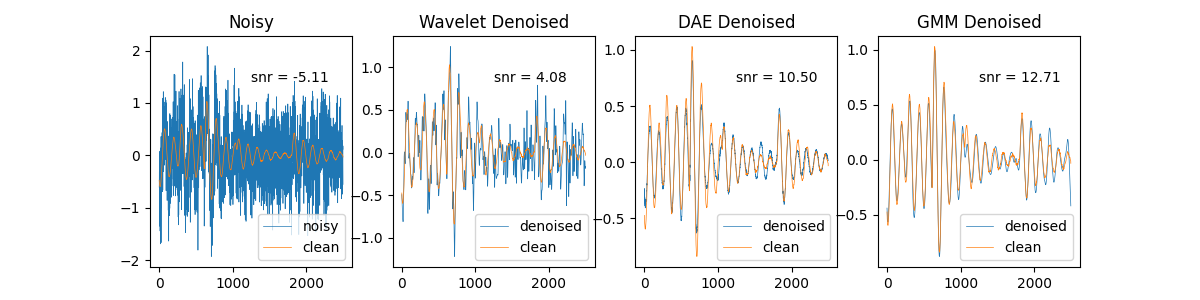 Noisy
2
1
0
−1
−2
0
1000
2000
snr = -5.11
noisy
clean
Wavelet Denoised
1.0
0.5
0.0
−0.5
−1.0
0
1000
2000
snr = 4.08
denoised
clean
DAE Denoised
1.0
0.5
0.0
−0.5
0
1000
2000
snr = 10.50
denoised
clean
GMM Denoised
1.0
0.5
0.0
−0.5
0
1000
2000
snr = 12.71
denoised
clean